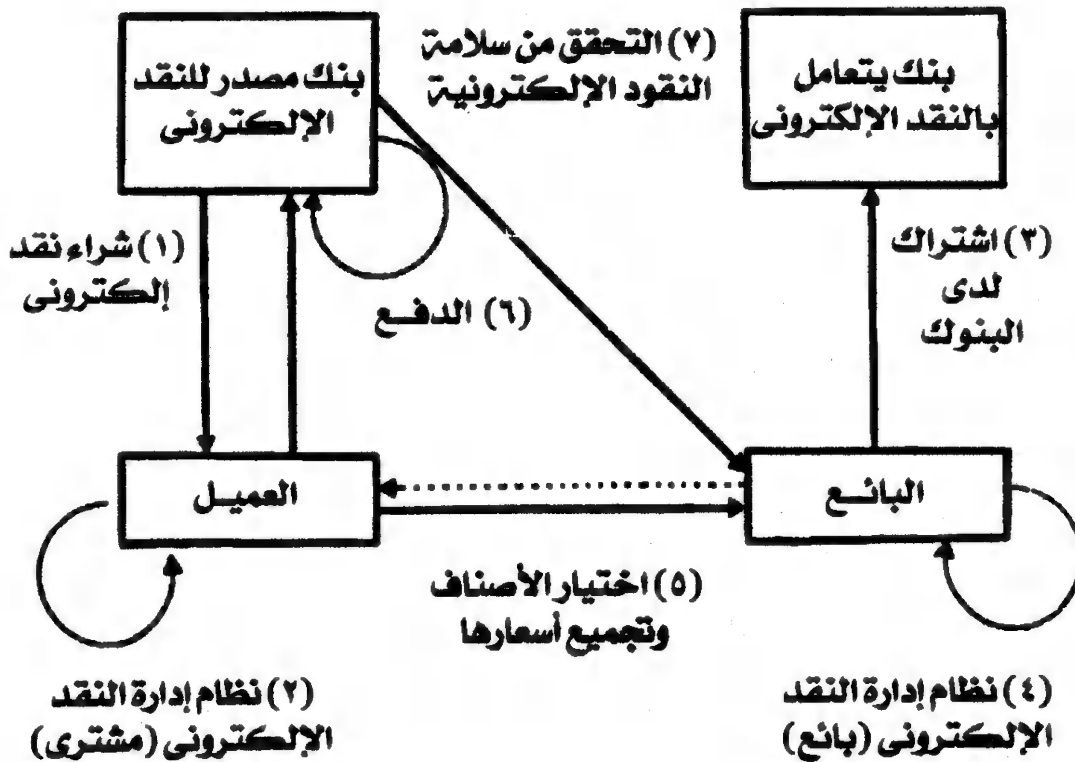 بنك مصدر للنقد
الإلكترونى
(٧) التحقق من سلامة
النقود الإلكترونية
بنك يتعامل
بالنقد الإلكترونى
(١) شراء نقد
إلكترونى
(٦) الدفع
(٣) اشتراك
لدى
البنوك
العميل
البائع
(٥) اختيار الأصناف
وتجميع أسعارها
(٢) نظام إدارة النقد
الإلكترونى (مشترى)
(٤) نظام إدارة النقد
الإلكترونى (بائع)